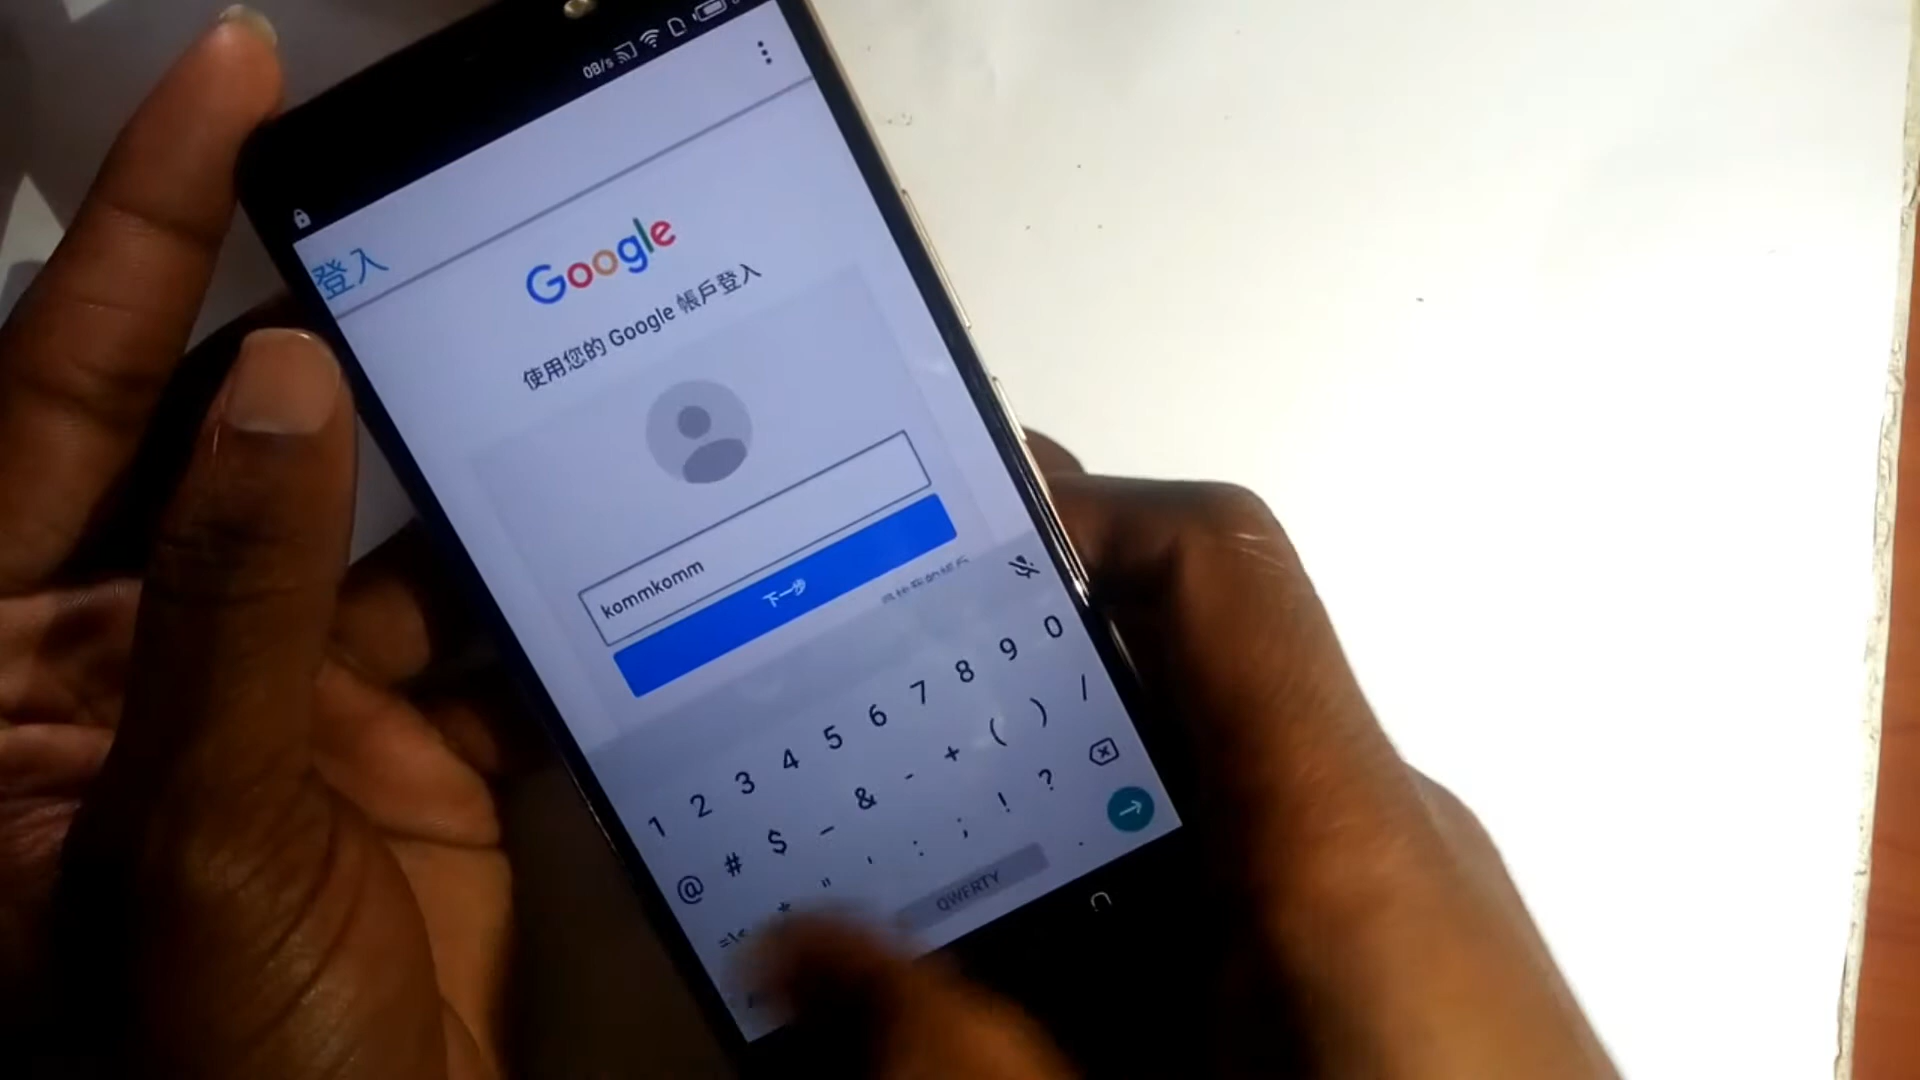 0B/s
登入
Google
使用您的 Google 帳戶登入
kommkomm
下一步
1 2 3 4 5 6 7 8 9 0
@ # $ _ & - + ( ) /
=\< * " ' : ; ! ?
QWERTY .